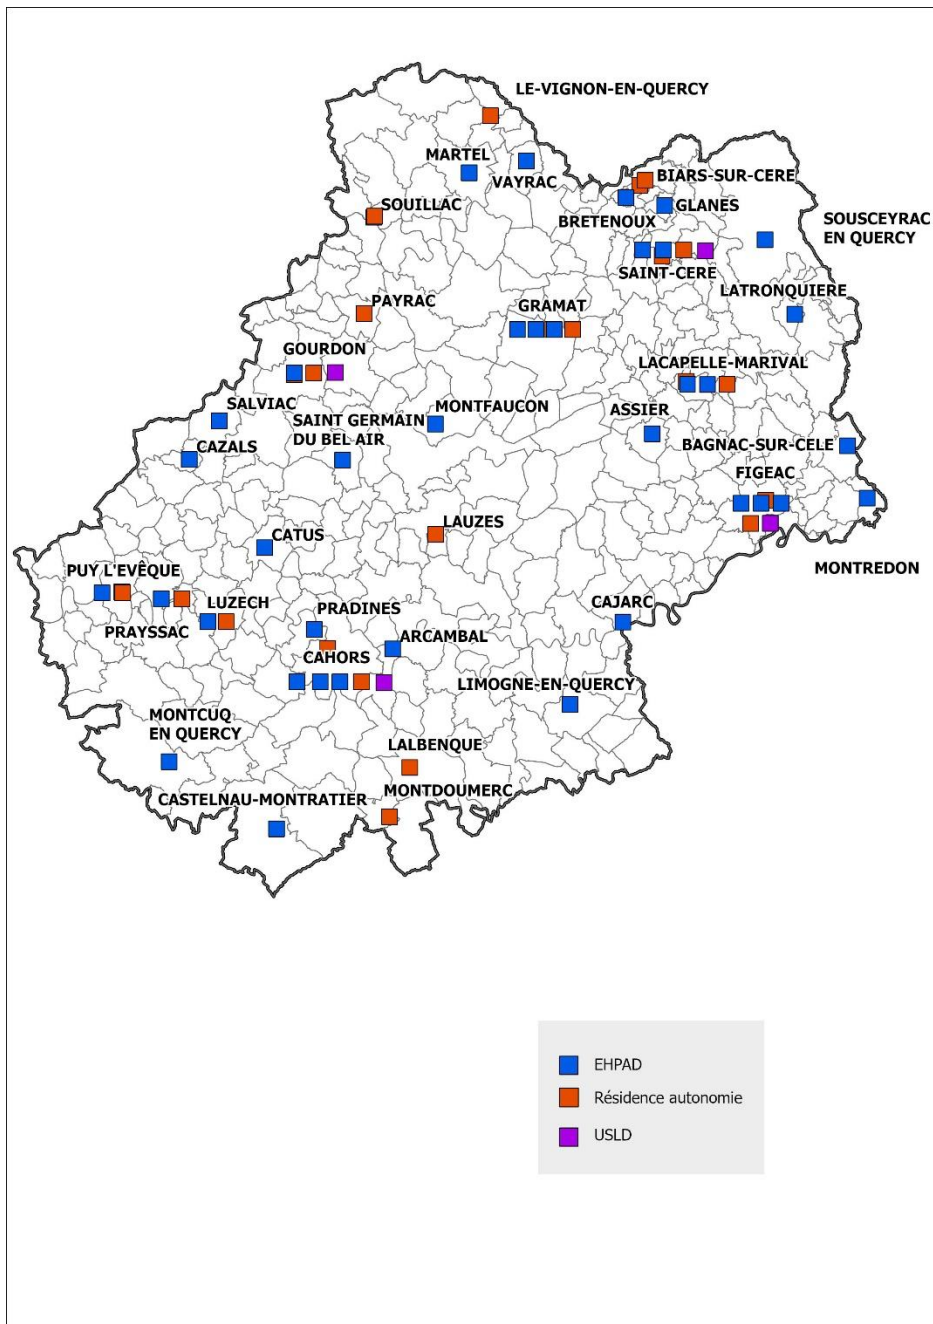 LE-VIGNON-EN-QUERCY
MARTEL
VAYRAC
BIARS-SUR-CERE
SOUILLAC
GLANES
BRETENOUX
SOUSCEYRAC
EN QUERCY
SAINT-CERE
LATRONQUIERE
PAYRAC
GRAMAT
GOURDON
LACAPELLE-MARIVAL
SALVIAC
SAINT GERMAIN
DU BEL AIR
MONTFAUCON
ASSIER
CAZALS
BAGNAC-SUR-CELE
FIGEAC
LAUZES
CATUS
MONTREDON
PUY L'EVÊQUE
LUZECH
PRADINES
CAJARC
PRAYSSAC
ARCAMBAL
CAHORS
LIMOGNE-EN-QUERCY
MONTCUQ
EN QUERCY
LALBENQUE
CASTELNAU-MONTRATIER
MONTDOUMERC
EHPAD
Résidence autonomie
USLD